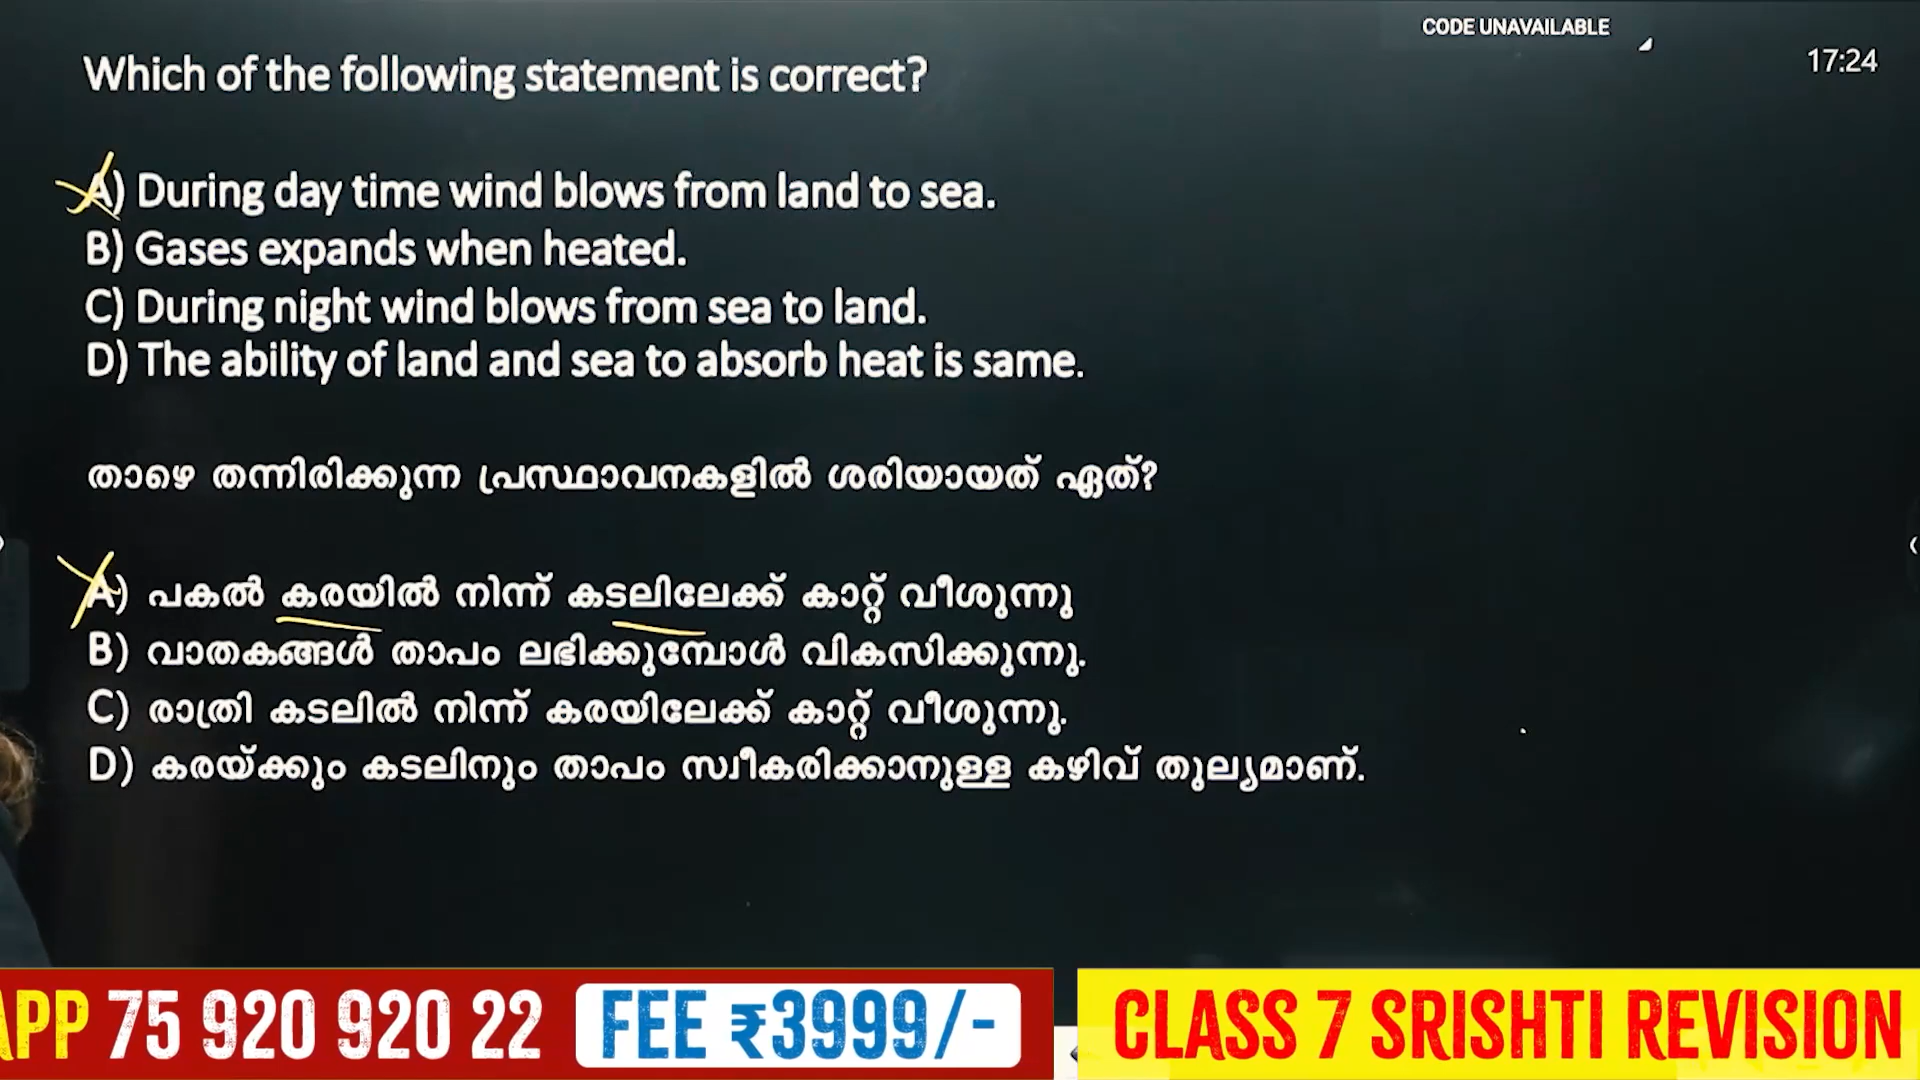 CODE UNAVAILABLE
17:24
Which of the following statement is correct?
A) During day time wind blows from land to sea.
B) Gases expands when heated.
C) During night wind blows from sea to land.
D) The ability of land and sea to absorb heat is same.
താഴെ തന്നിരിക്കുന്ന പ്രസ്ഥാവനകളിൽ ശരിയായത് ഏത്?
A) പകൽ കരയിൽ നിന്ന് കടലിലേക്ക് കാറ്റ് വീശുന്നു
B) വാതകങ്ങൾ താപം ലഭിക്കുമ്പോൾ വികസിക്കുന്നു.
C) രാത്രി കടലിൽ നിന്ന് കരയിലേക്ക് കാറ്റ് വീശുന്നു.
D) കരയ്ക്കും കടലിനും താപം സ്വീകരിക്കാനുള്ള കഴിവ് തുല്യമാണ്.
APP 75 920 920 22 FEE ₹3999/- CLASS 7 SRISHTI REVISION